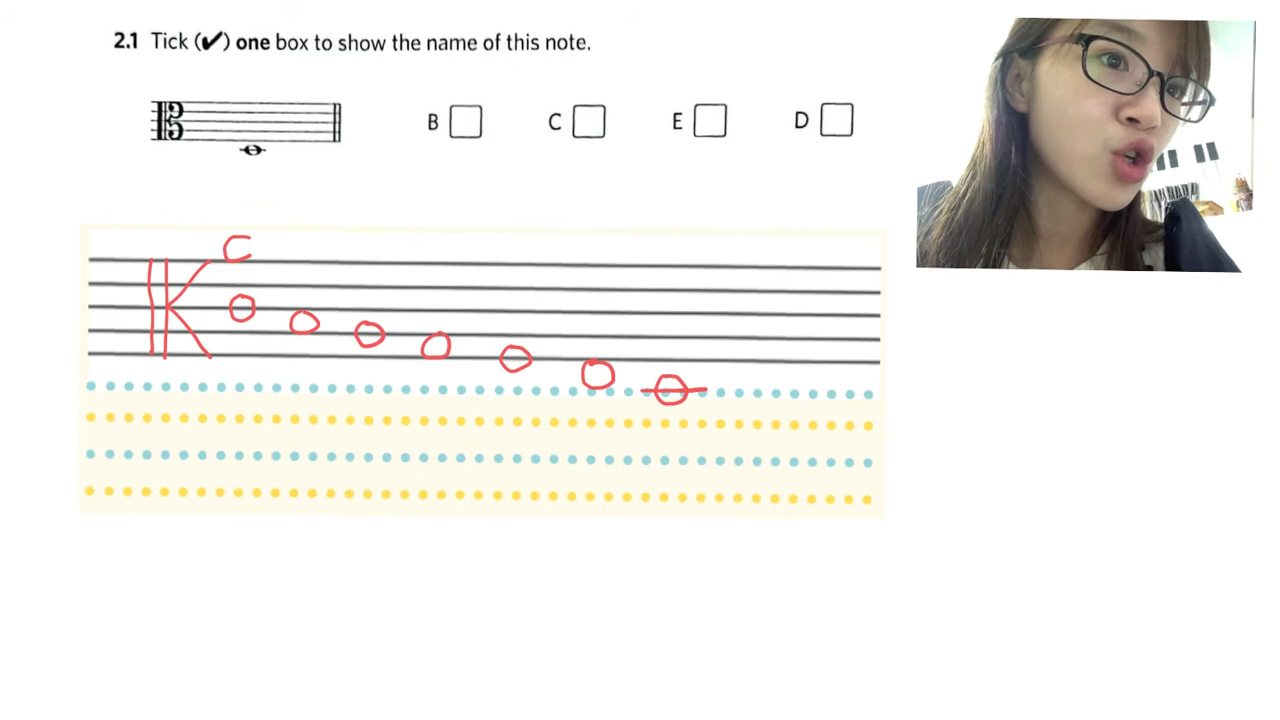 2.1 Tick (✔) one box to show the name of this note.
B C E D
C